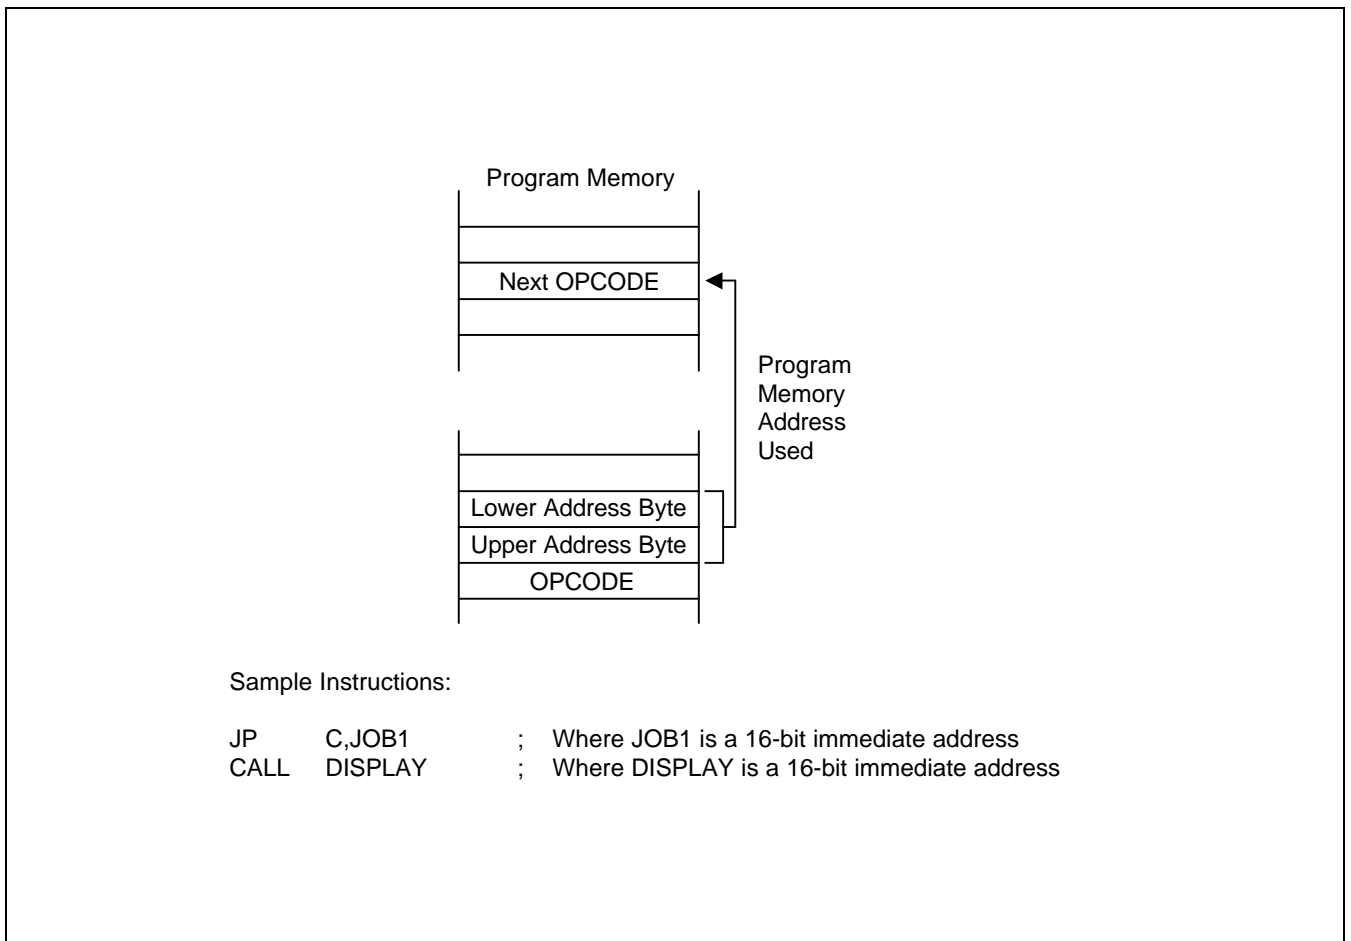 Program Memory
Next OPCODE
Program
Memory
Address
Used
Lower Address Byte
Upper Address Byte
OPCODE
Sample Instructions:
JP C,JOB1 ; Where JOB1 is a 16-bit immediate address
CALL DISPLAY ; Where DISPLAY is a 16-bit immediate address